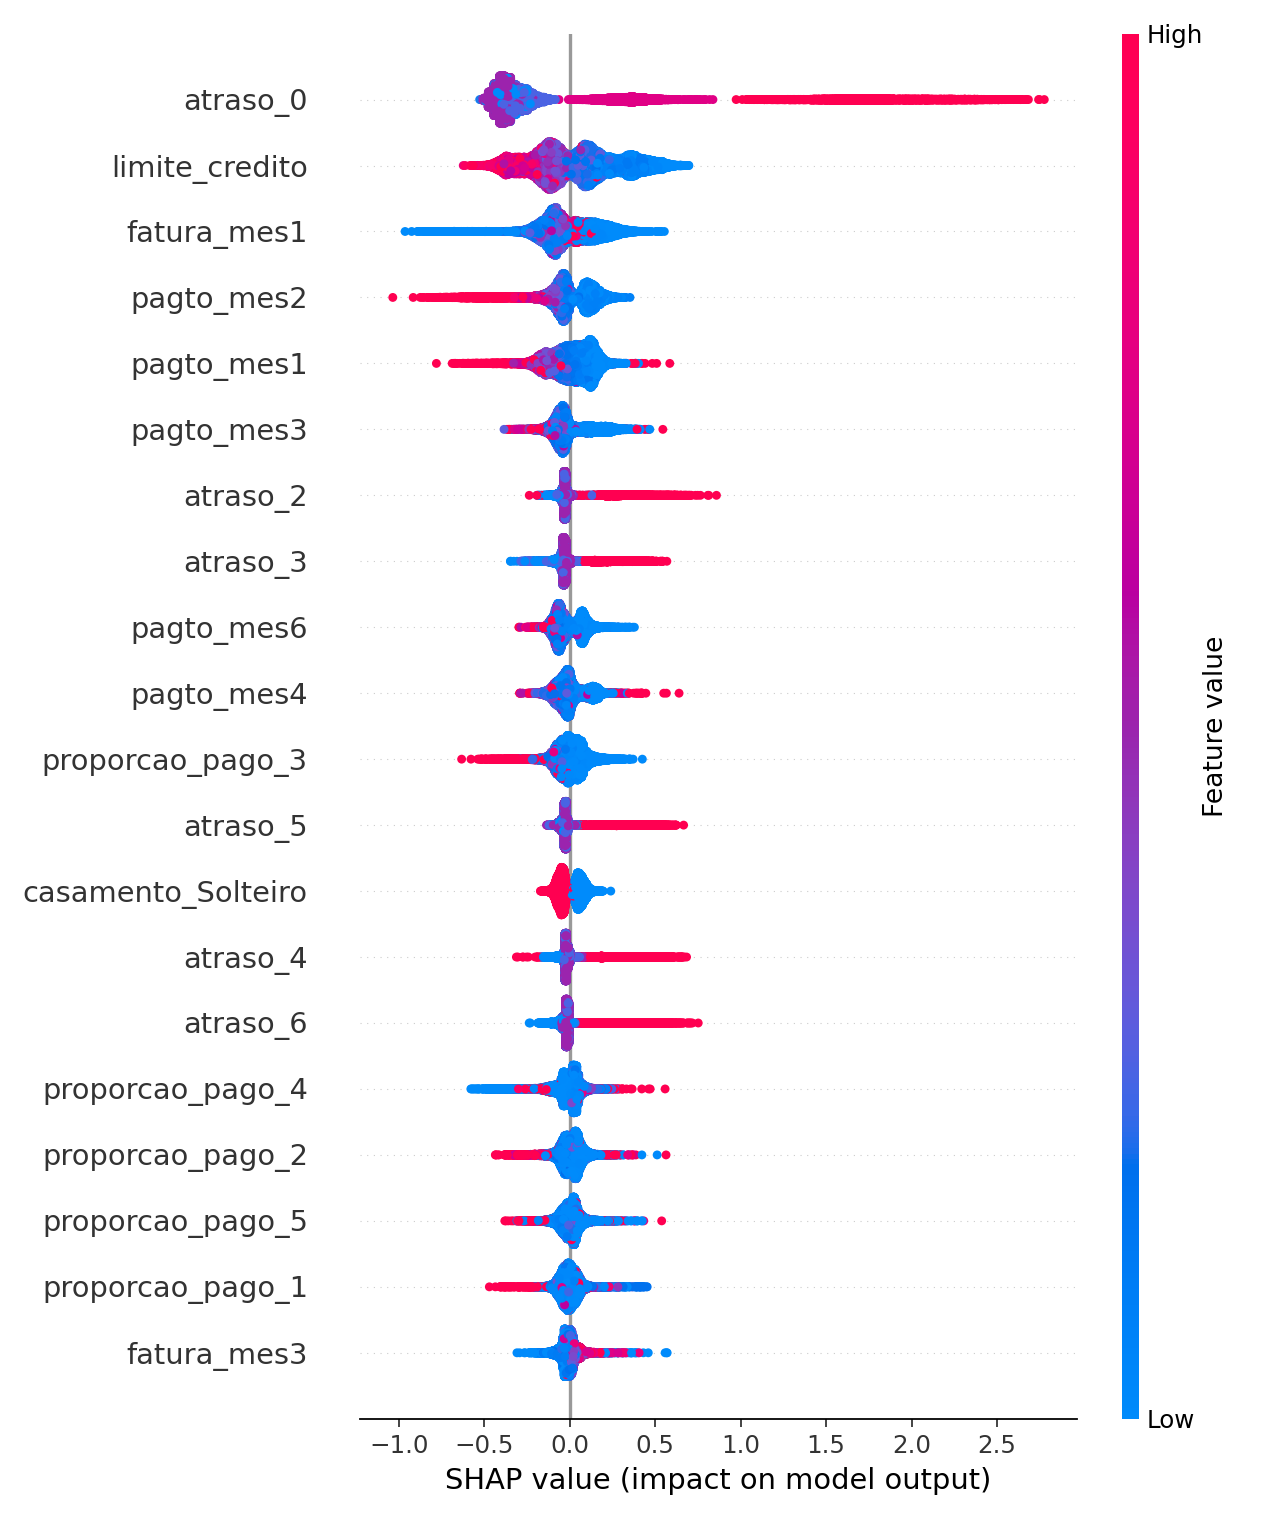 High
atraso_0
limite_credito
fatura_mes1
pagto_mes2
pagto_mes1
pagto_mes3
atraso_2
atraso_3
pagto_mes6
pagto_mes4
proporcao_pago_3
atraso_5
casamento_Solteiro
atraso_4
atraso_6
proporcao_pago_4
proporcao_pago_2
proporcao_pago_5
proporcao_pago_1
fatura_mes3
Feature value
Low
−1.0 −0.5 0.0 0.5 1.0 1.5 2.0 2.5
SHAP value (impact on model output)